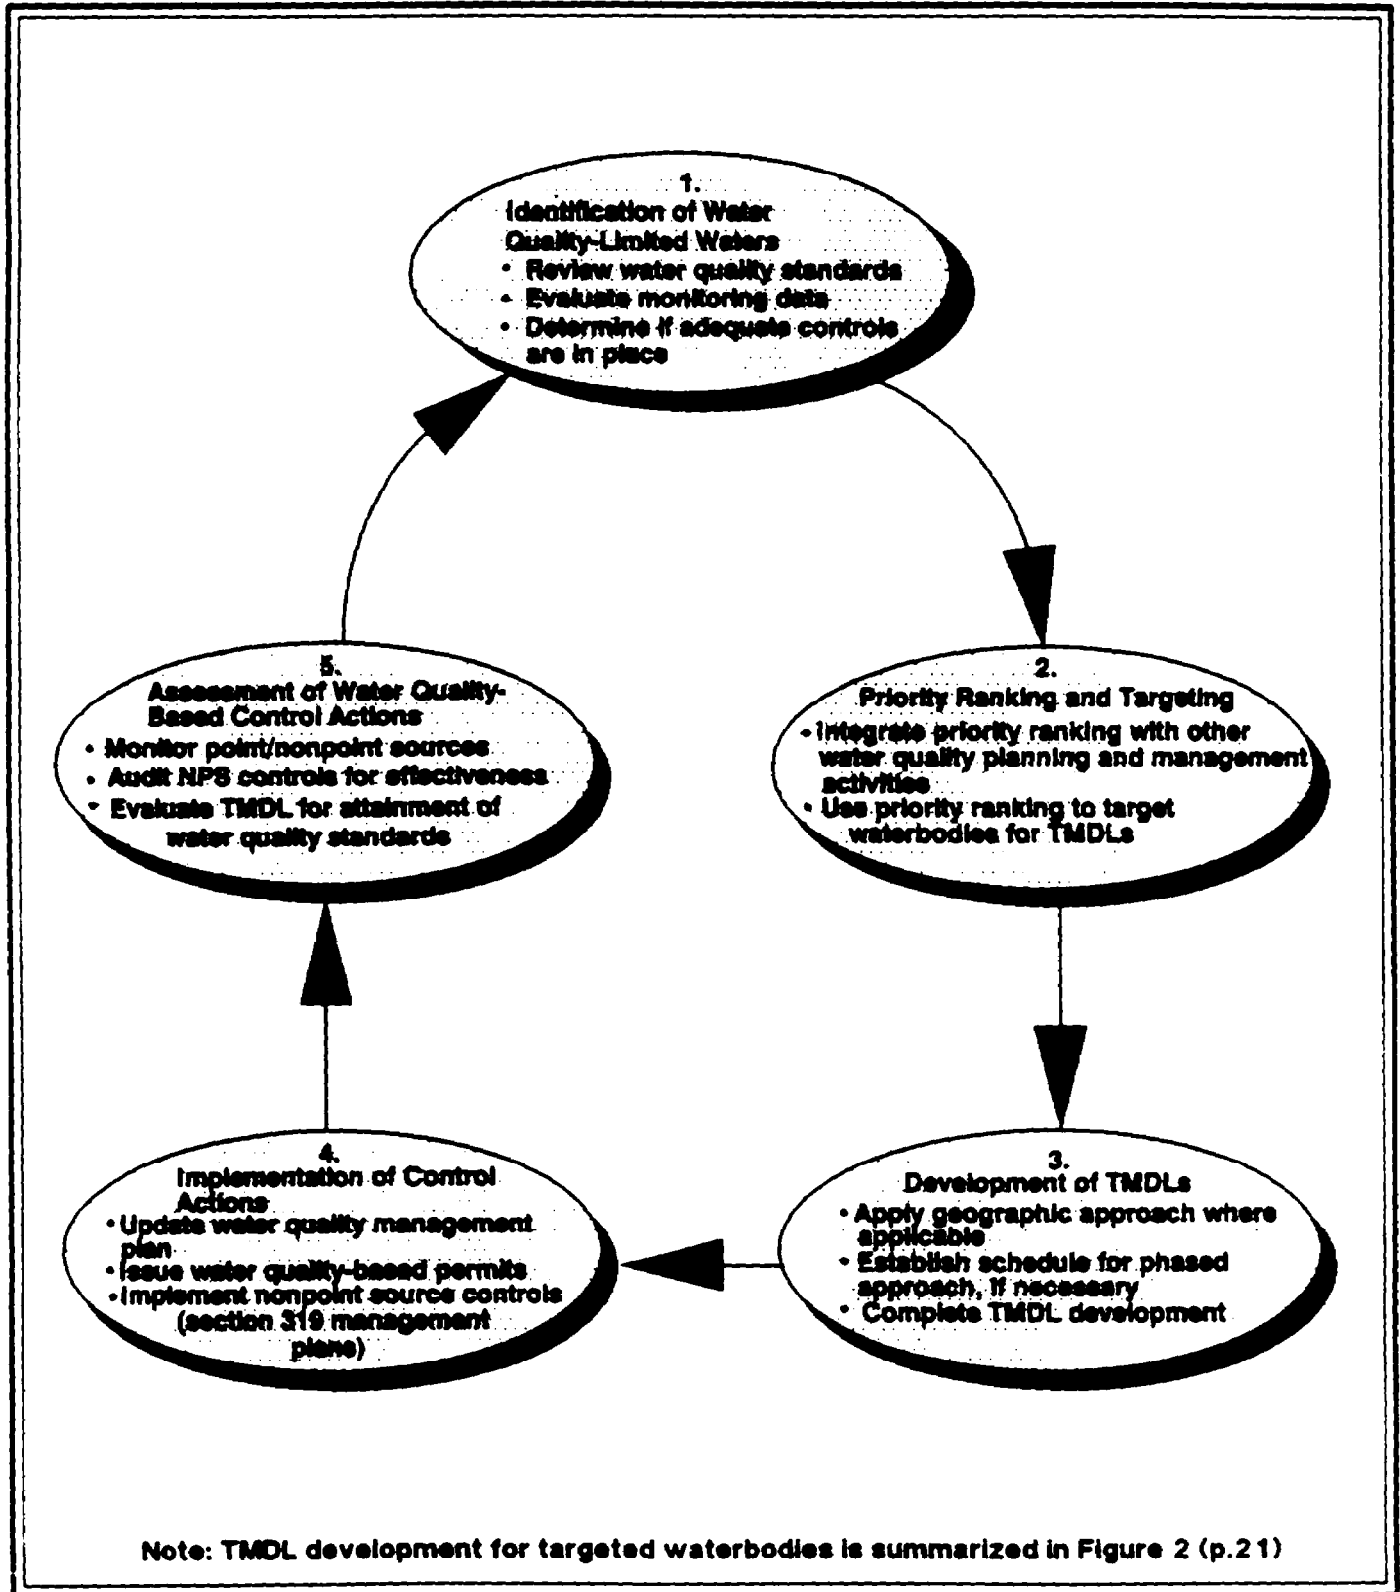 1.
Identification of Water
Quality-Limited Waters
• Review water quality standards
• Evaluate monitoring data
• Determine if adequate controls
are in place
2.
Priority Ranking and Targeting
• Integrate priority ranking with other
water quality planning and management
activities
• Use priority ranking to target
waterbodies for TMDLs
3.
Development of TMDLs
• Apply geographic approach where
applicable
• Establish schedule for phased
approach, if necessary
• Complete TMDL development
4.
Implementation of Control
Actions
• Update water quality management
plan
• Issue water quality-based permits
• Implement nonpoint source controls
(section 319 management
plans)
5.
Assessment of Water Quality-
Based Control Actions
• Monitor point/nonpoint sources
• Audit NPS controls for effectiveness
• Evaluate TMDL for attainment of
water quality standards
Note: TMDL development for targeted waterbodies is summarized in Figure 2 (p.21)